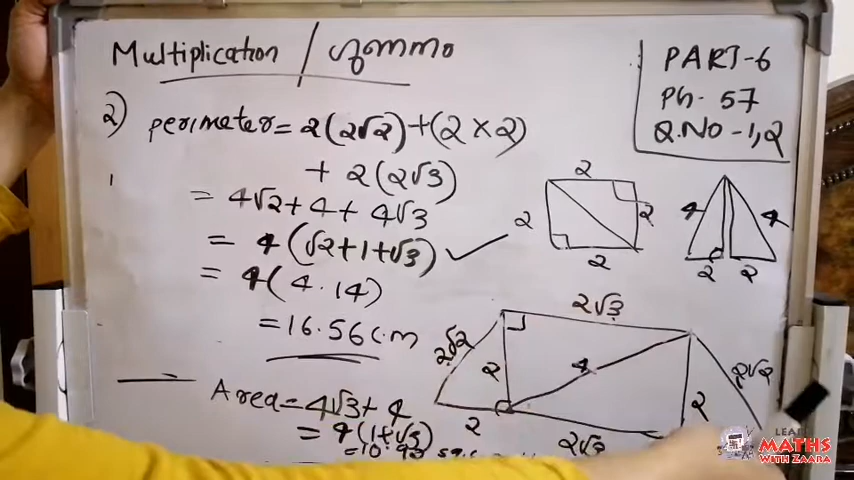 Multiplication / ഗുണനം
PART-6
Pg. 57
Q.NO - 1,2
2) perimeter = 2(2√2)+(2×2)
+ 2(2√3)
= 4√2+4+4√3
= 4(√2+1+√3)
= 4(4.14)
= 16.56 c.m
Area = 4√3+4
= 4(1+√3)
= 10.92
2
2
2
2
4
4
2
2
2√3
2√2
2
4
2√2
2
2
2√3
LEARN
MATHS
WITH ZAARA